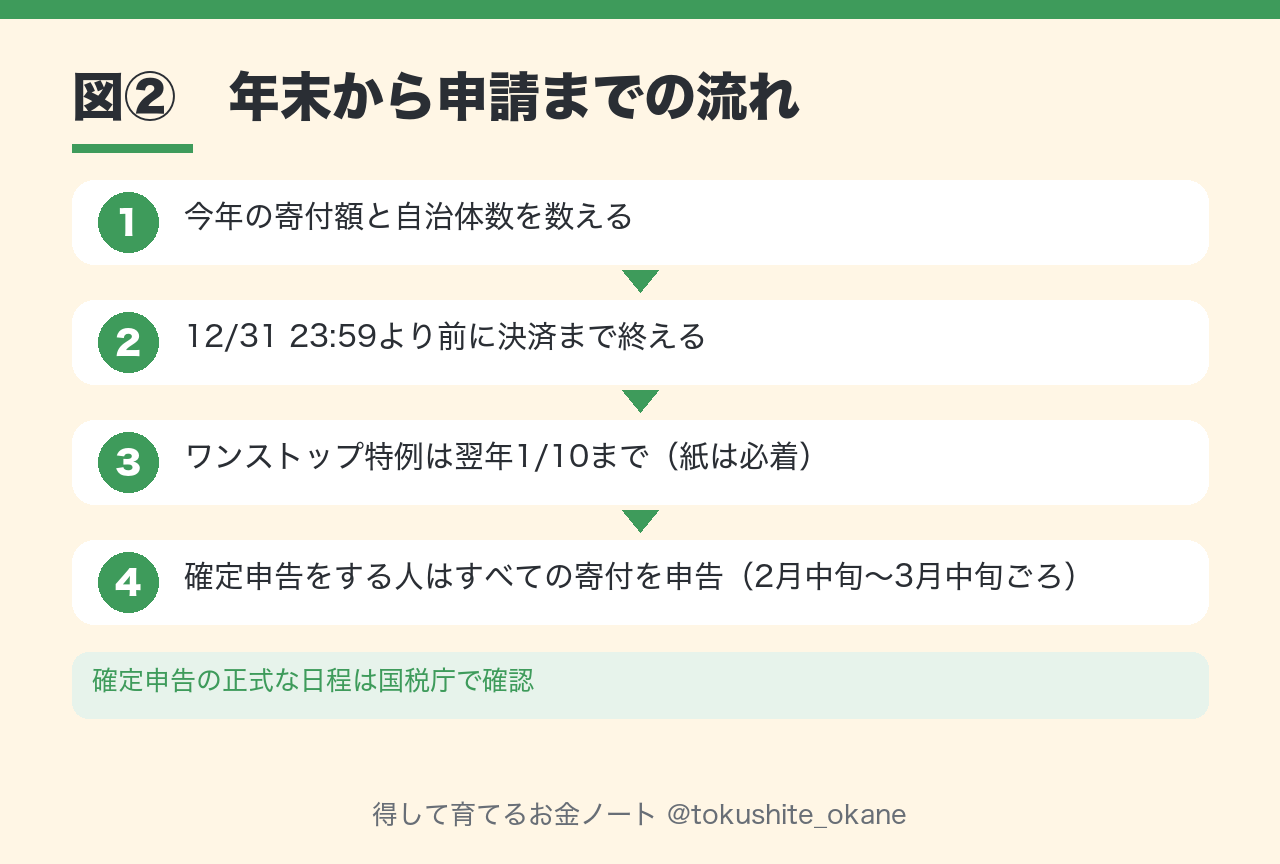 図② 年末から申請までの流れ
1 今年の寄付額と自治体数を数える
2 12/31 23:59より前に決済まで終える
3 ワンストップ特例は翌年1/10まで（紙は必着）
4 確定申告をする人はすべての寄付を申告（2月中旬〜3月中旬ごろ）
確定申告の正式な日程は国税庁で確認
得して育てるお金ノート @tokushite_okane